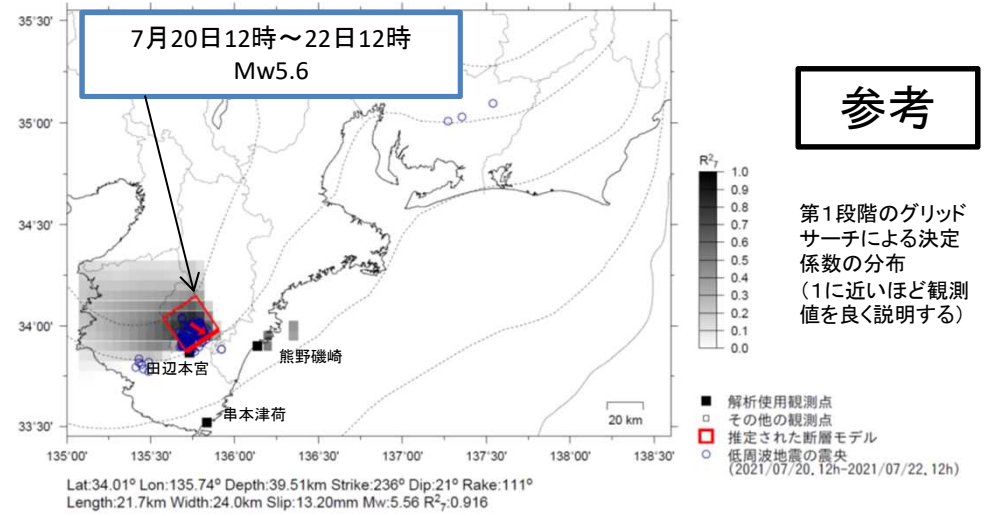 7月20日12時~22日12時
Mw5.6
参考
35°30'
35°00'
34°30'
34°00'
33°30'
135°00'
135°30'
136°00'
136°30'
137°00'
137°30'
138°00'
138°30'
田辺本宮
熊野磯崎
串本津荷
20 km
R²₇
1.0
0.9
0.8
0.7
0.6
0.5
0.4
0.3
0.2
0.1
0.0
第1段階のグリッド
サーチによる決定
係数の分布
(1に近いほど観測
値を良く説明する)
解析使用観測点
その他の観測点
推定された断層モデル
低周波地震の震央
(2021/07/20, 12h-2021/07/22, 12h)
Lat:34.01° Lon:135.74° Depth:39.51km Strike:236° Dip:21° Rake:111°
Length:21.7km Width:24.0km Slip:13.20mm Mw:5.56 R²₇:0.916